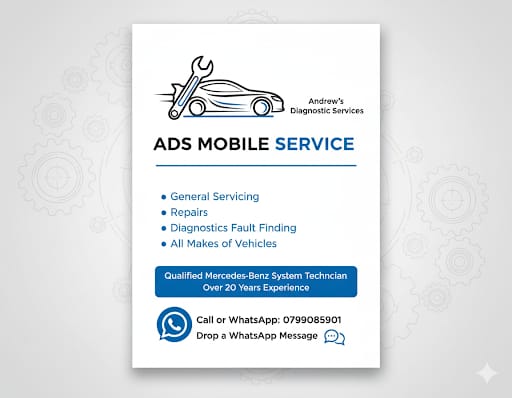 Andrew's
Diagnostic Services
ADS MOBILE SERVICE
• General Servicing
• Repairs
• Diagnostics Fault Finding
• All Makes of Vehicles
Qualified Mercedes-Benz System Techncian
Over 20 Years Experience
Call or WhatsApp: 0799085901
Drop a WhatsApp Message